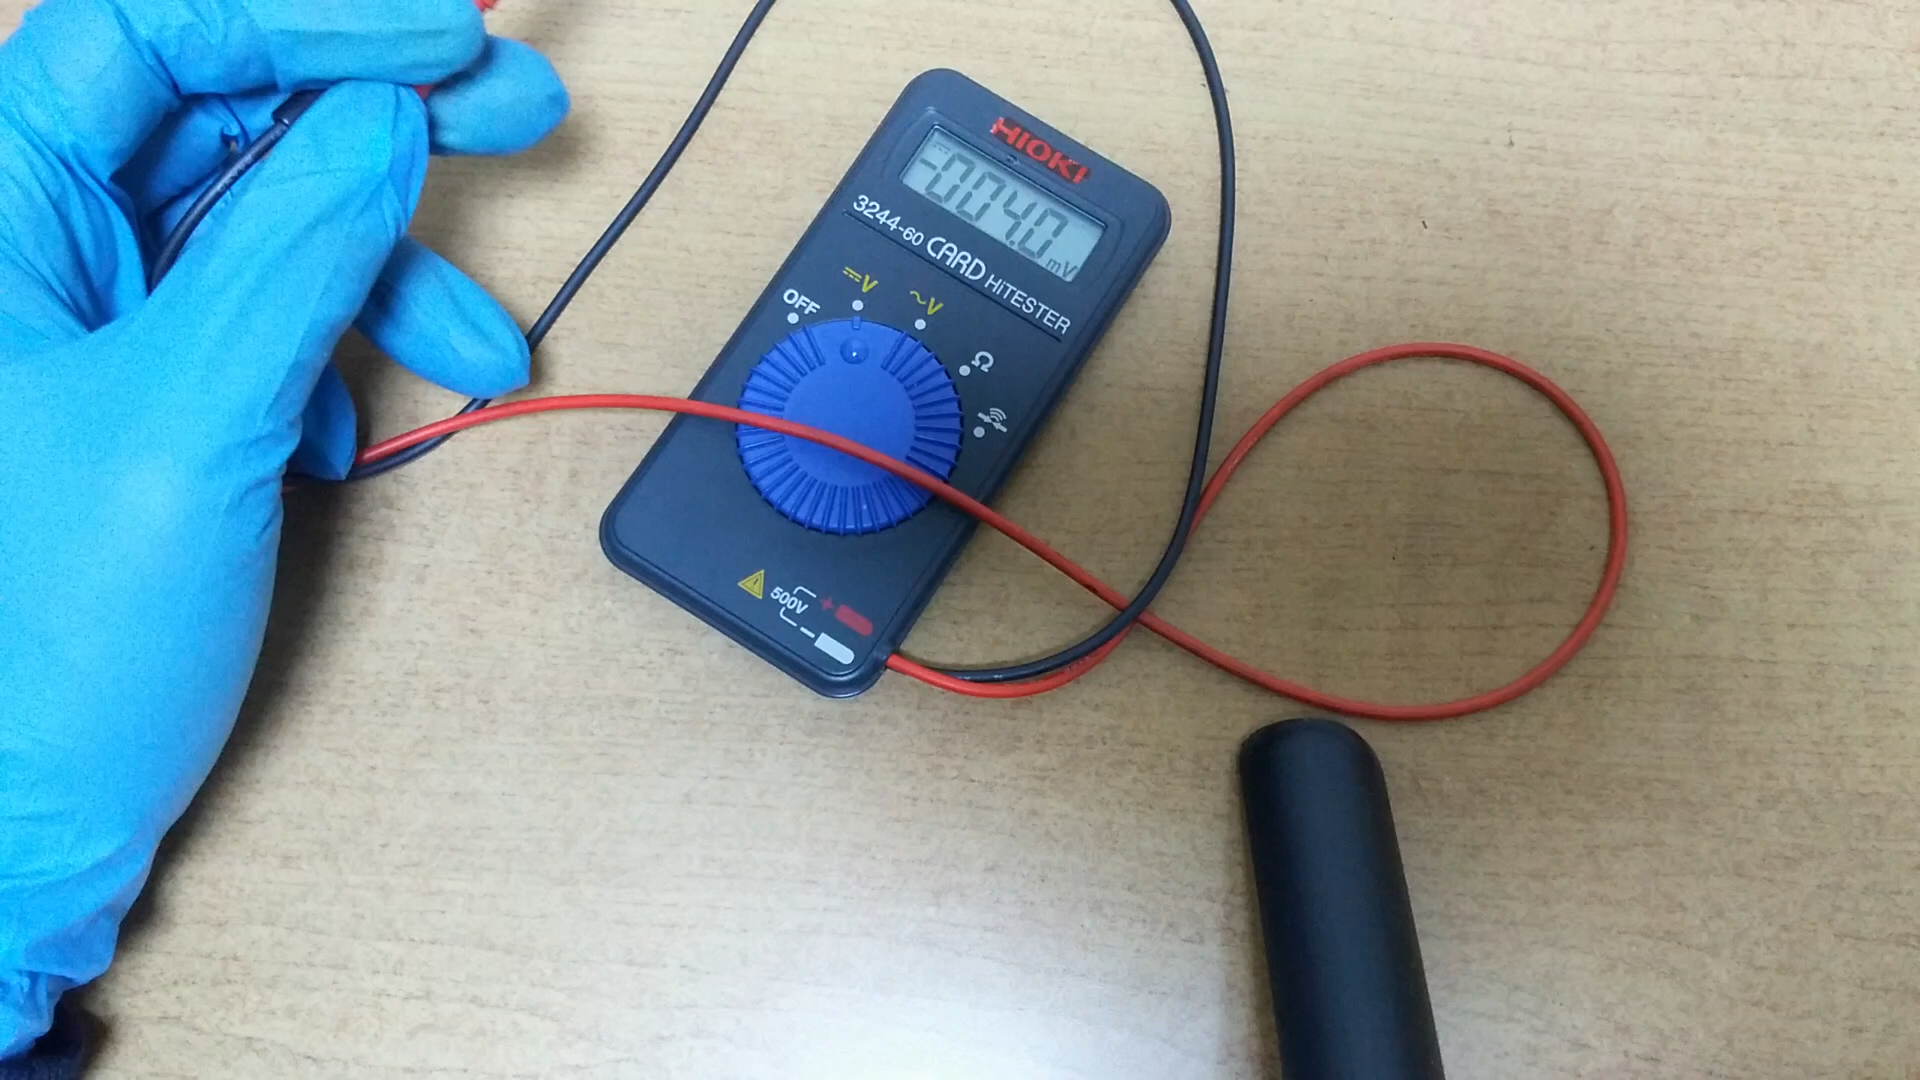 HIOKI
-004.0 mV
3244-60 CARD HiTESTER
OFF
⎓V
~V
Ω
500V
+
-